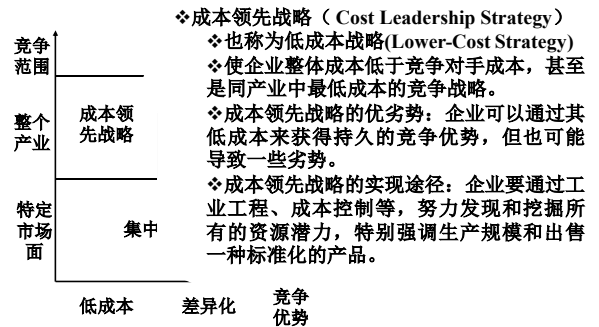 ❖成本领先战略（ Cost Leadership Strategy）
❖也称为低成本战略(Lower-Cost Strategy)
❖使企业整体成本低于竞争对手成本，甚至
是同产业中最低成本的竞争战略。
❖成本领先战略的优劣势：企业可以通过其
低成本来获得持久的竞争优势，但也可能
导致一些劣势。
❖成本领先战略的实现途径：企业要通过工
业工程、成本控制等，努力发现和挖掘所
有的资源潜力，特别强调生产规模和出售
一种标准化的产品。
竞争
范围
整个
产业
成本领
先战略
特定
市场
面
集中
低成本
差异化
竞争
优势